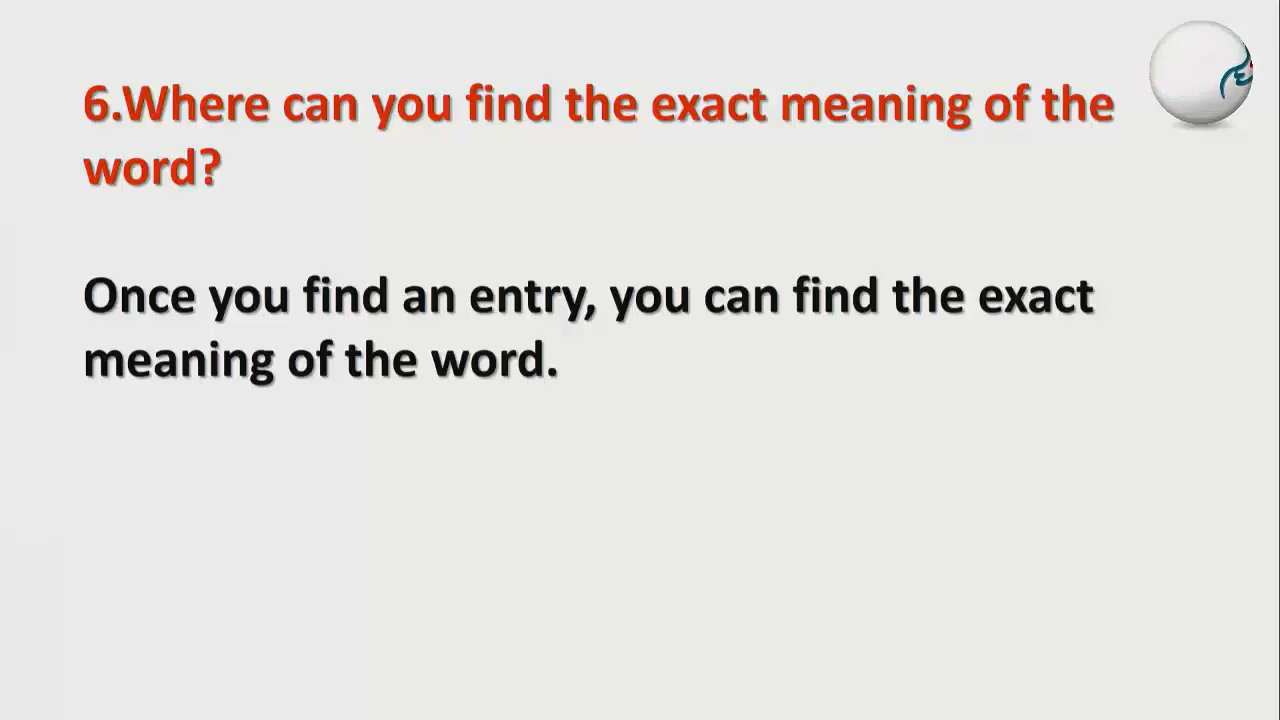 6.Where can you find the exact meaning of the
word?
Once you find an entry, you can find the exact
meaning of the word.